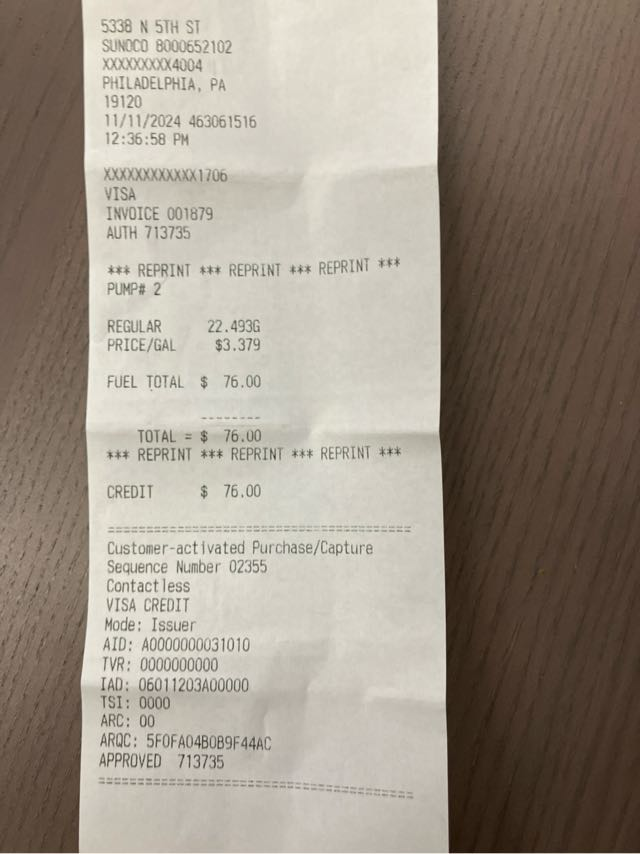 5338 N 5TH ST
SUNOCO 8000652102
XXXXXXXXX4004
PHILADELPHIA, PA
19120
11/11/2024 463061516
12:36:58 PM
XXXXXXXXXXXX1706
VISA
INVOICE 001879
AUTH 713735
*** REPRINT *** REPRINT *** REPRINT ***
PUMP# 2
REGULAR 22.493G
PRICE/GAL $3.379
FUEL TOTAL $ 76.00
--------
TOTAL = $ 76.00
*** REPRINT *** REPRINT *** REPRINT ***
CREDIT $ 76.00
=======================================
Customer-activated Purchase/Capture
Sequence Number 02355
Contactless
VISA CREDIT
Mode: Issuer
AID: A0000000031010
TVR: 0000000000
IAD: 06011203A00000
TSI: 0000
ARC: 00
ARQC: 5F0FA04B0B9F44AC
APPROVED 713735
=======================================